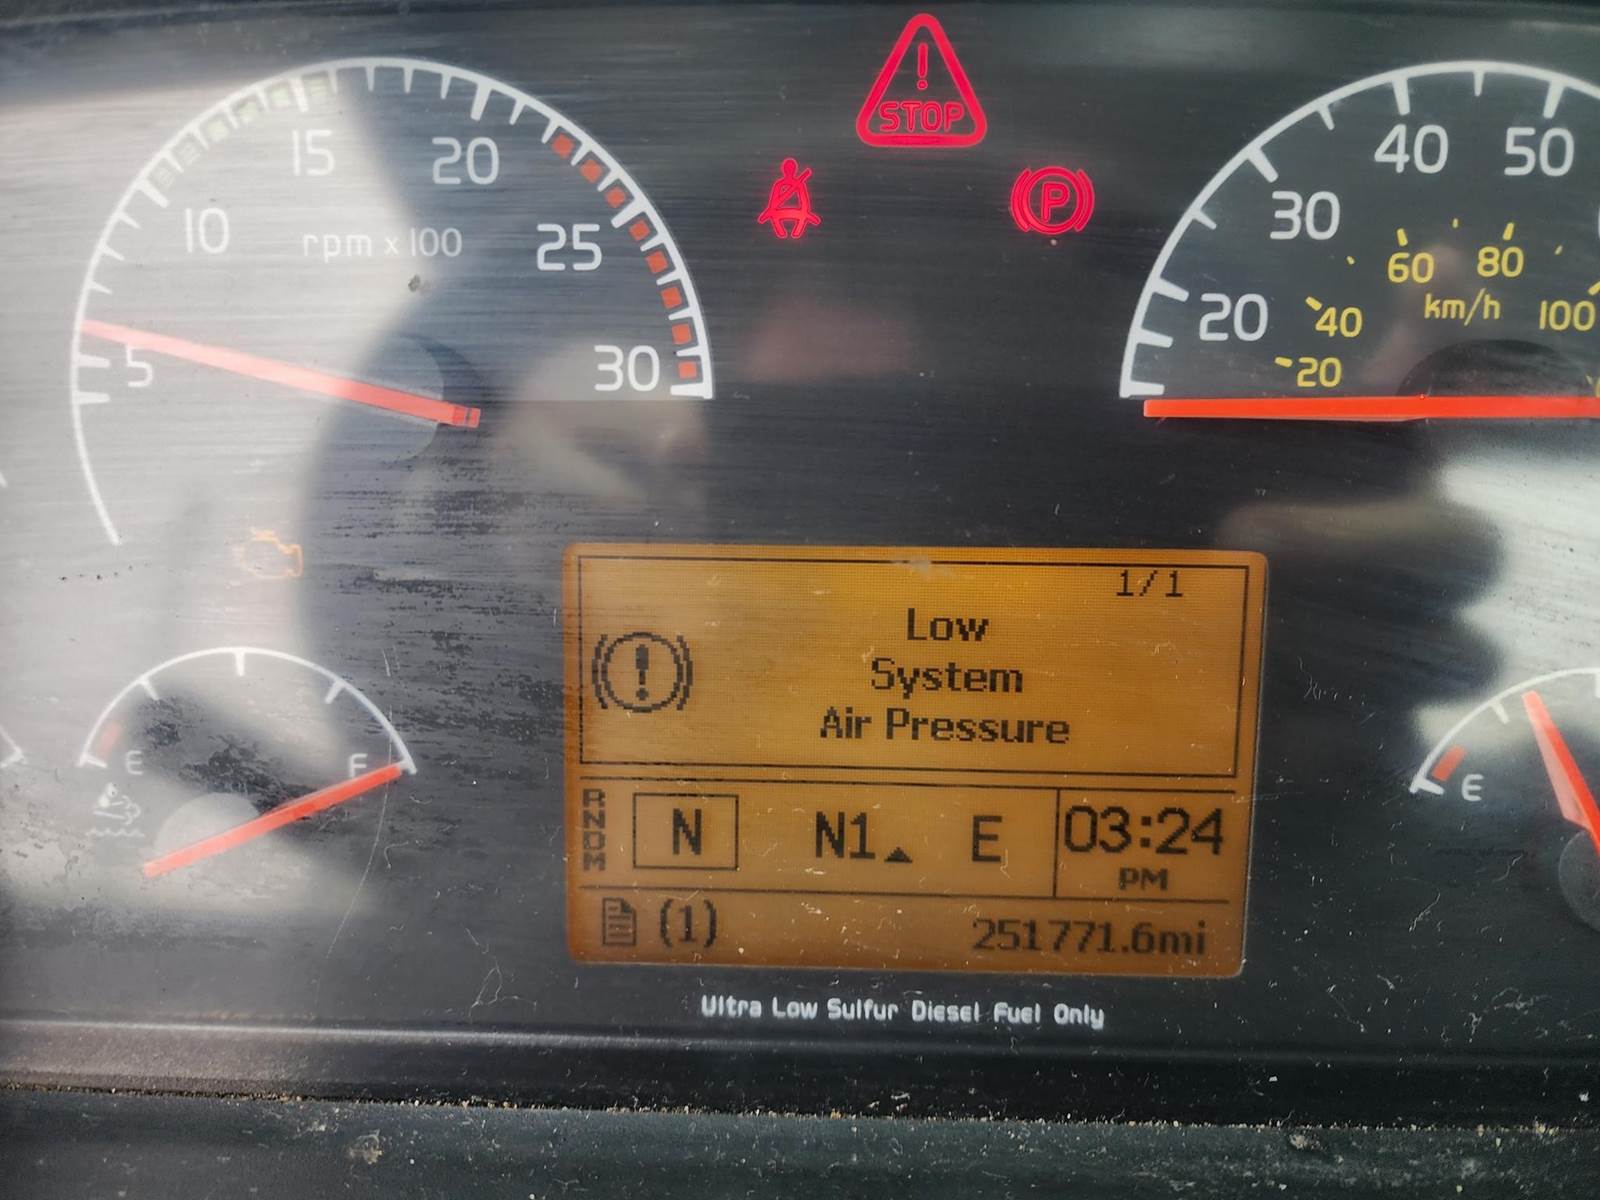 STOP
5
10
15
20
25
30
rpm x 100
P
20
30
40
50
20
40
60
80
100
km/h
1/1
Low
System
Air Pressure
E
F
E
RNDM
N
N1
E
03:24
PM
(1)
251771.6mi
Ultra Low Sulfur Diesel Fuel Only